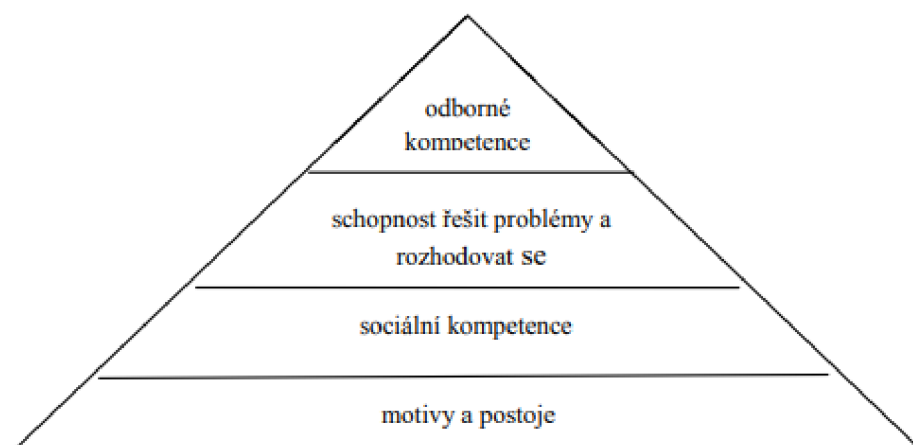 odborné
kompetence
schopnost řešit problémy a
rozhodovat se
sociální kompetence
motivy a postoje